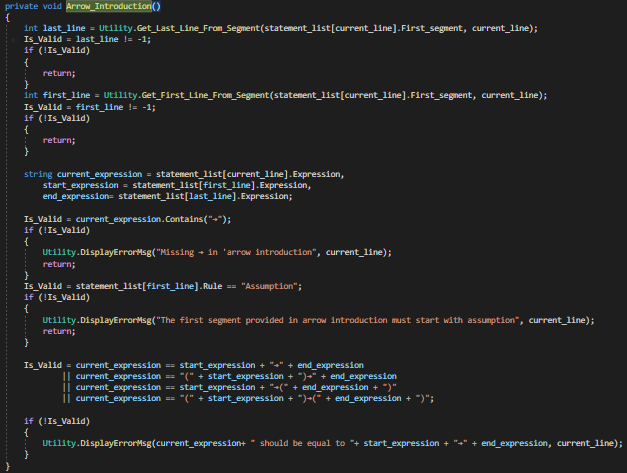 private void Arrow_Introduction()
{
int last_line = Utility.Get_Last_Line_From_Segment(statement_list[current_line].First_segment, current_line);
Is_Valid = last_line != -1;
if (!Is_Valid)
{
return;
}
int first_line = Utility.Get_First_Line_From_Segment(statement_list[current_line].First_segment, current_line);
Is_Valid = first_line != -1;
if (!Is_Valid)
{
return;
}
string current_expression = statement_list[current_line].Expression,
start_expression = statement_list[first_line].Expression,
end_expression= statement_list[last_line].Expression;
Is_Valid = current_expression.Contains("→");
if (!Is_Valid)
{
Utility.DisplayErrorMsg("Missing → in 'arrow introduction", current_line);
return;
}
Is_Valid = statement_list[first_line].Rule == "Assumption";
if (!Is_Valid)
{
Utility.DisplayErrorMsg("The first segment provided in arrow introduction must start with assumption", current_line);
return;
}
Is_Valid = current_expression == start_expression + "→" + end_expression
|| current_expression == "(" + start_expression + ")→" + end_expression
|| current_expression == start_expression + "→(" + end_expression + ")"
|| current_expression == "(" + start_expression + ")→(" + end_expression + ")";
if (!Is_Valid)
{
Utility.DisplayErrorMsg(current_expression+ " should be equal to "+ start_expression + "→" + end_expression, current_line);
}
}